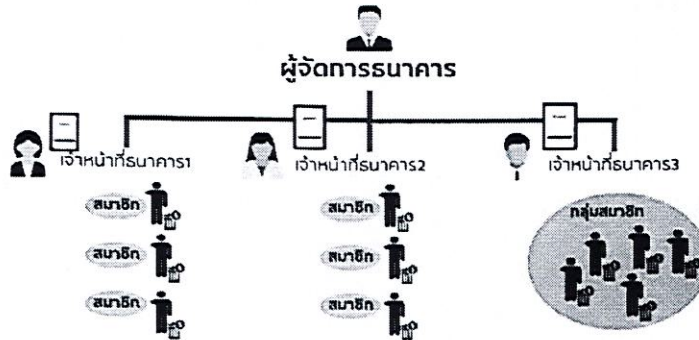 ผู้จัดการธนาคาร
เจ้าหน้าที่ธนาคาร1
เจ้าหน้าที่ธนาคาร2
เจ้าหน้าที่ธนาคาร3
สมาชิก
สมาชิก
กลุ่มสมาชิก
สมาชิก
สมาชิก
สมาชิก
สมาชิก